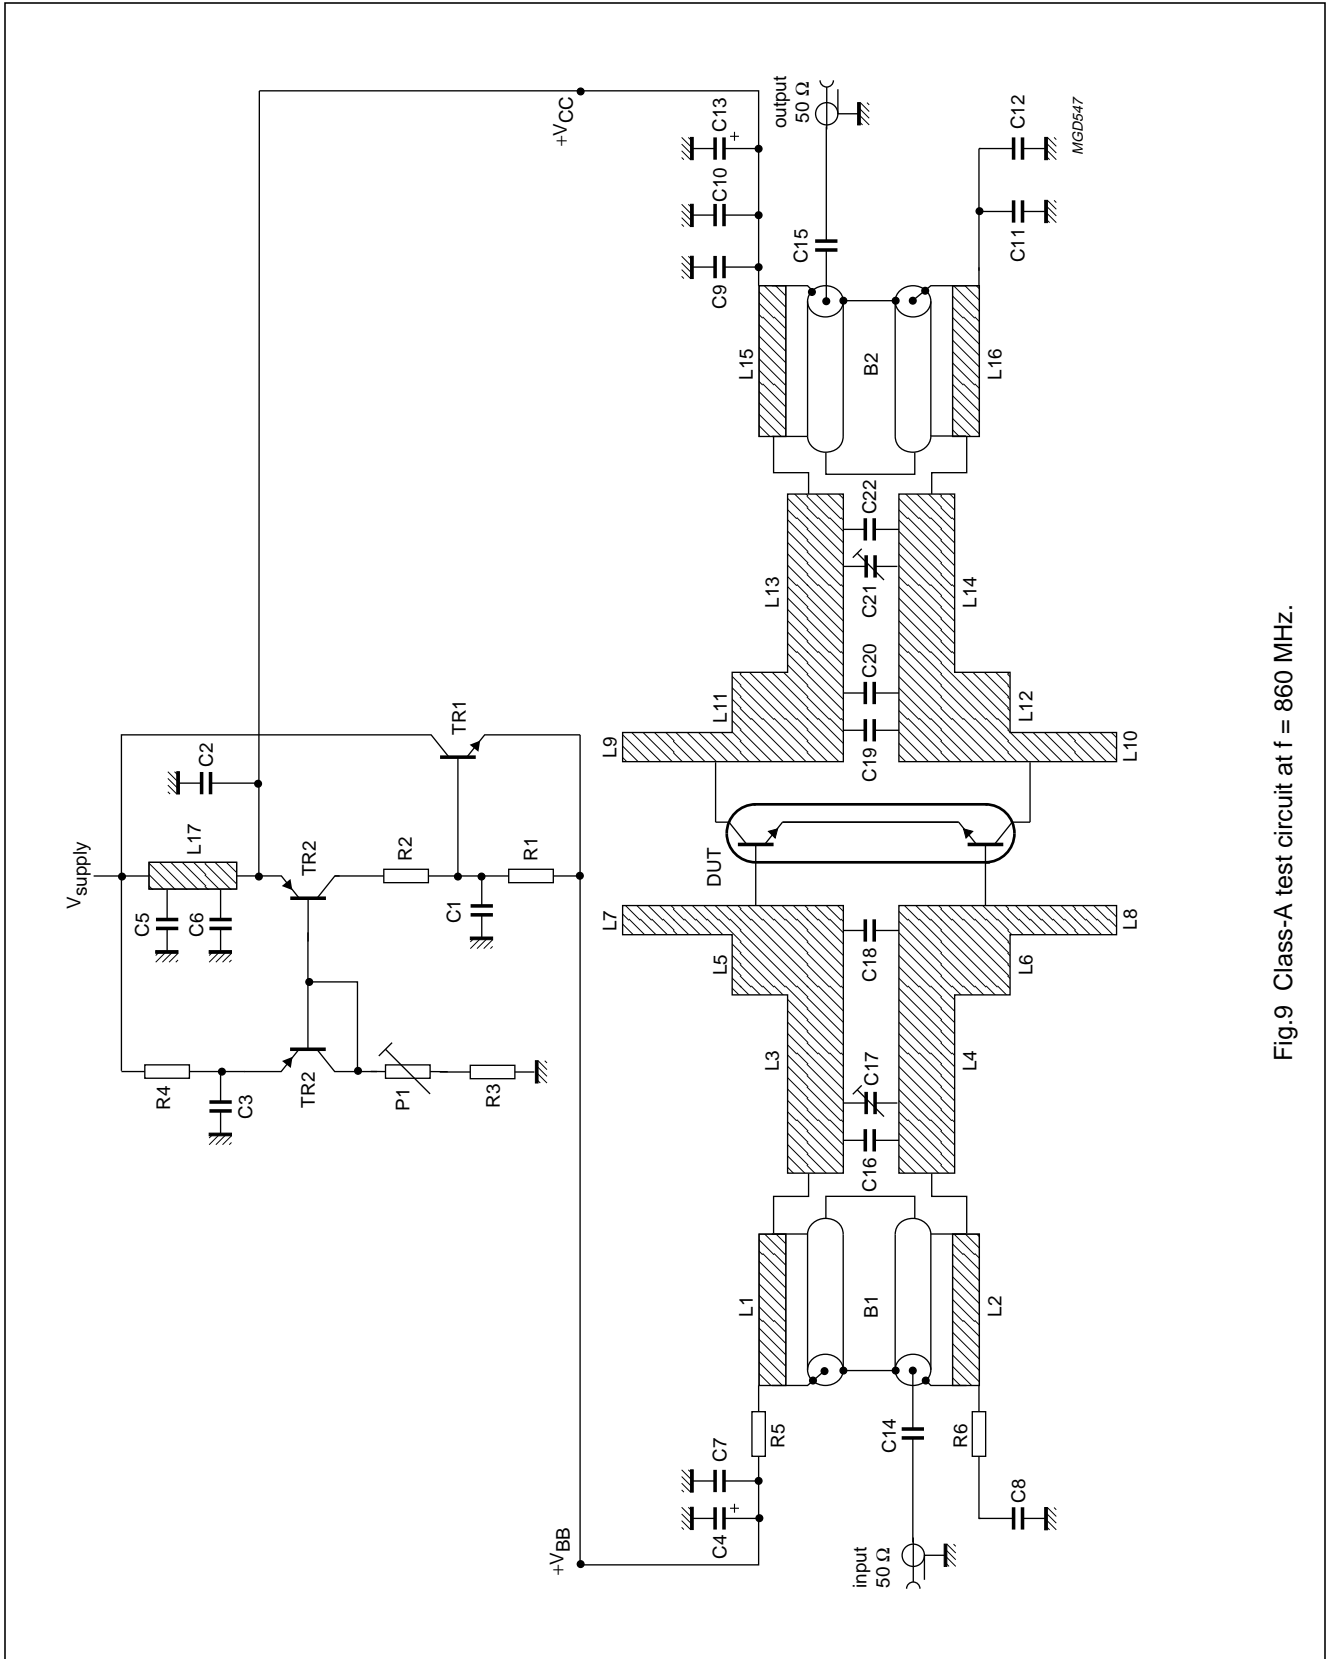 V supply
R4
C3
TR2
P1
R3
C5
C6
L17
C2
TR2
R2
C1
R1
TR1
+VBB
+VCC
C4
+
C7
R5
L1
B1
L2
R6
C8
C14
input
50 Ω
L3
L4
C16
C17
L5
L6
L7
L8
C18
DUT
L9
L10
L11
L12
C19
C20
L13
L14
C21
C22
L15
B2
L16
C9
C10
C13
+
C15
output
50 Ω
C11
C12
MGD547
Fig.9 Class-A test circuit at f = 860 MHz.